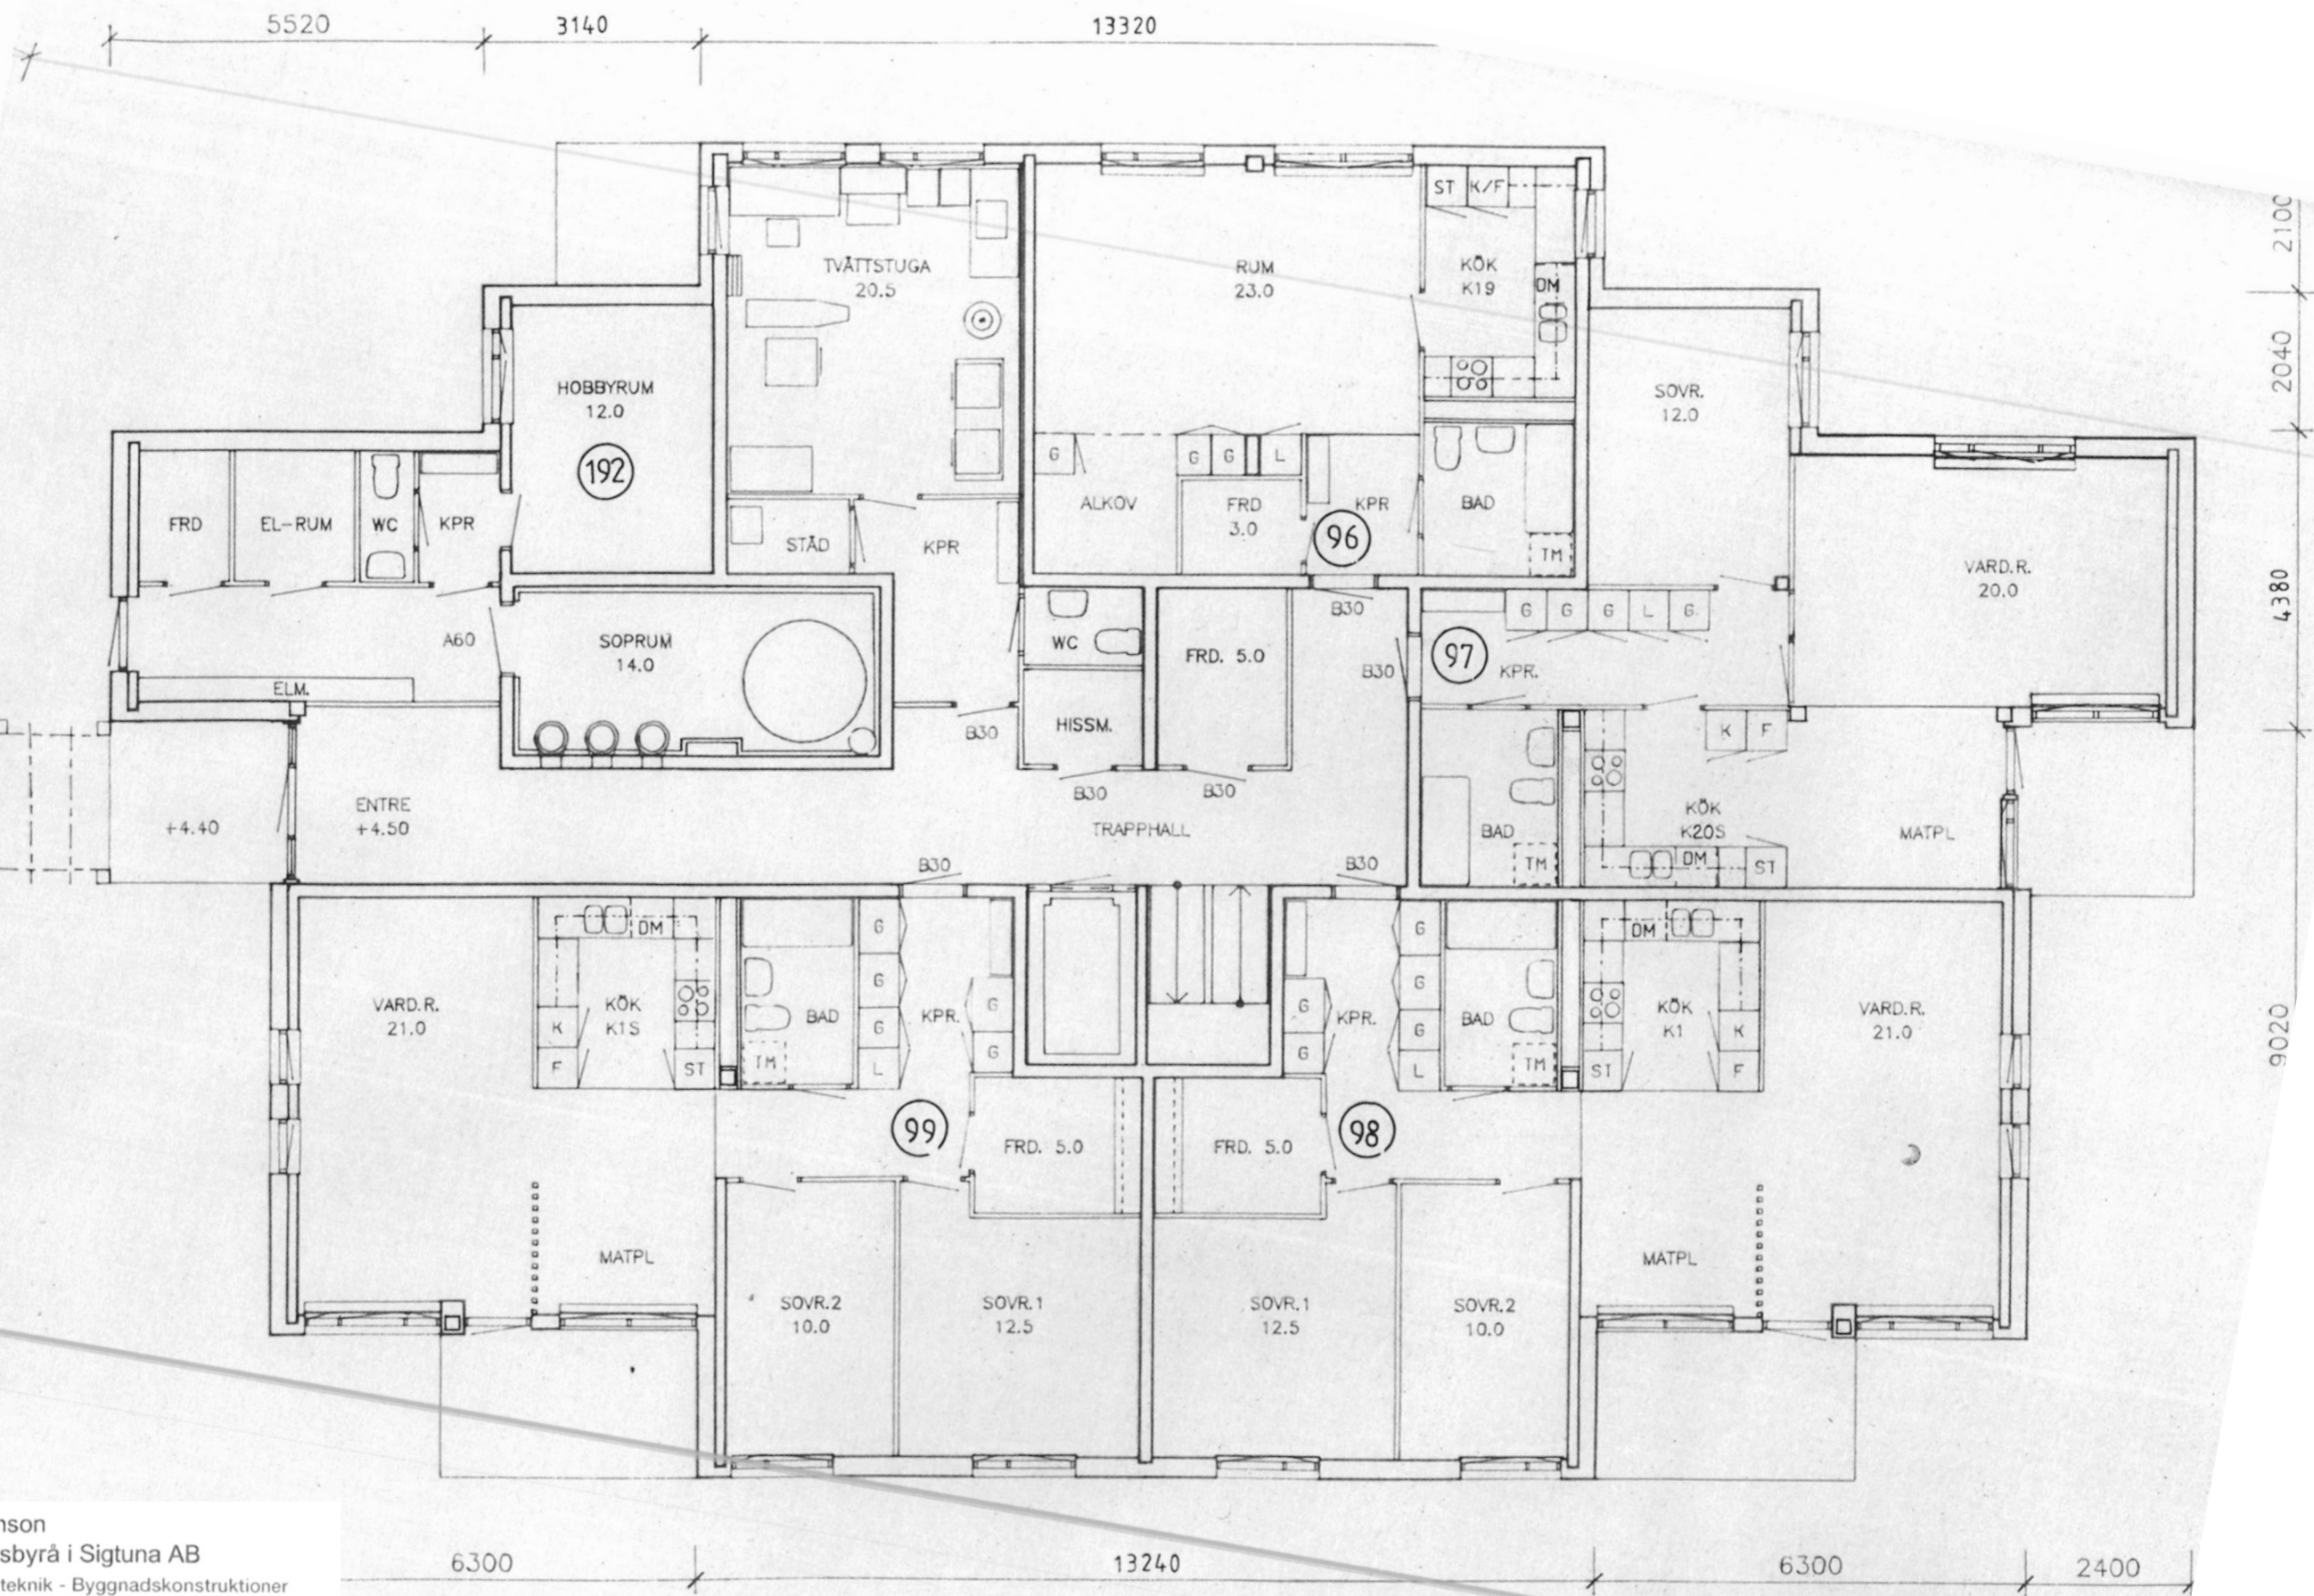 5520
3140
13320
2100
2040
4380
9020
TVÄTTSTUGA
20.5
RUM
23.0
ST K/F
KÖK
K19
DM
HOBBYRUM
12.0
192
SOVR.
12.0
G
G G L
ALKOV
FRD
3.0
KPR
96
BAD
TM
FRD
EL-RUM
WC
KPR
STÄD
KPR
VARD.R.
20.0
A60
SOPRUM
14.0
ELM.
WC
HISSM.
FRD. 5.0
B30
B30
B30
B30
B30
G G G L G
97
KPR.
K F
KÖK
K20S
DM
ST
BAD
TM
MATPL
+4.40
ENTRE
+4.50
TRAPPHALL
B30
B30
VARD.R.
21.0
DM
KÖK
K1S
K
F
ST
BAD
TM
G
G
G
L
KPR.
G
G
99
FRD. 5.0
MATPL
SOVR.2
10.0
SOVR.1
12.5
G
G
KPR.
G
G
G
L
BAD
TM
98
FRD. 5.0
DM
KÖK
K1
ST
K
F
VARD.R.
21.0
SOVR.1
12.5
SOVR.2
10.0
MATPL
nson
sbyrå i Sigtuna AB
teknik - Byggnadskonstruktioner
6300
13240
6300
2400